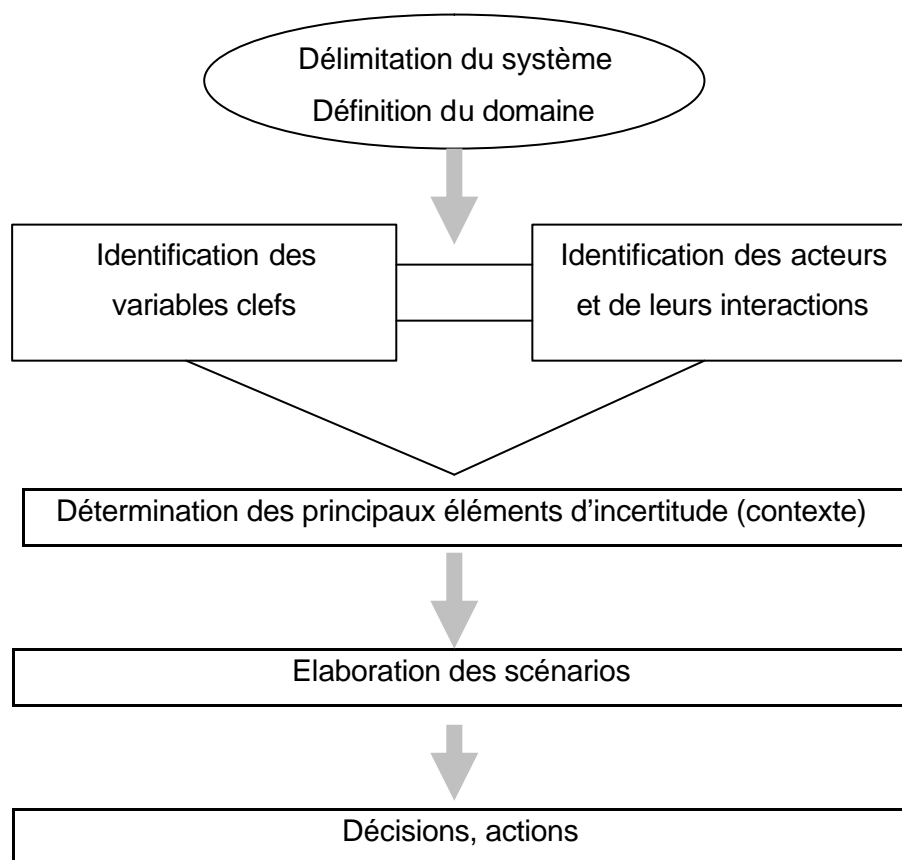 Délimitation du système
Définition du domaine
Identification des
variables clefs
Identification des acteurs
et de leurs interactions
Détermination des principaux éléments d'incertitude (contexte)
Elaboration des scénarios
Décisions, actions